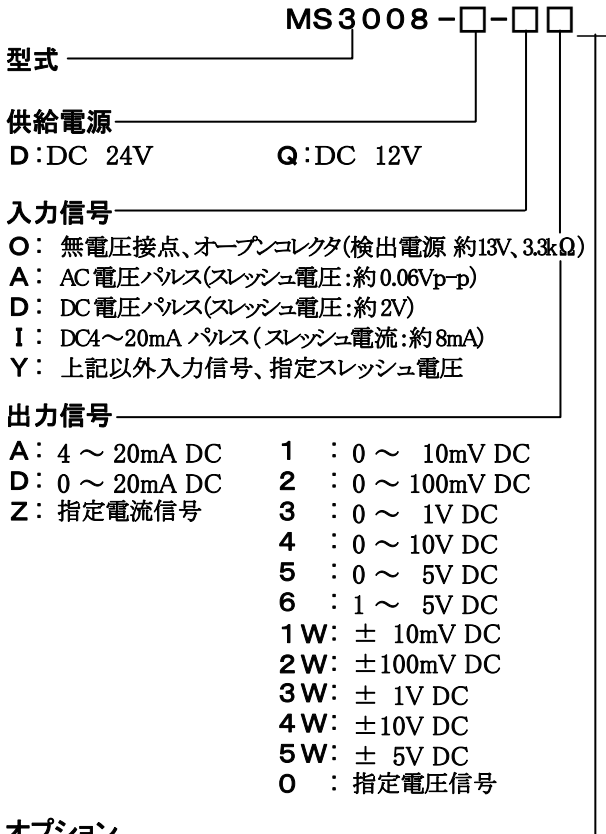 MS3008-□-□□
型式
供給電源
D:DC 24V Q:DC 12V
入力信号
O: 無電圧接点、オープンコレクタ(検出電源 約13V、3.3kΩ)
A: AC電圧パルス(スレッシュ電圧:約0.06Vp-p)
D: DC電圧パルス(スレッシュ電圧:約2V)
I: DC4～20mA パルス(スレッシュ電流:約8mA)
Y: 上記以外入力信号、指定スレッシュ電圧
出力信号
A: 4 ～ 20mA DC 1 : 0 ～ 10mV DC
D: 0 ～ 20mA DC 2 : 0 ～ 100mV DC
Z: 指定電流信号 3 : 0 ～ 1V DC
4 : 0 ～ 10V DC
5 : 0 ～ 5V DC
6 : 1 ～ 5V DC
1W: ± 10mV DC
2W: ±100mV DC
3W: ± 1V DC
4W: ±10V DC
5W: ± 5V DC
0 : 指定電圧信号
オプション